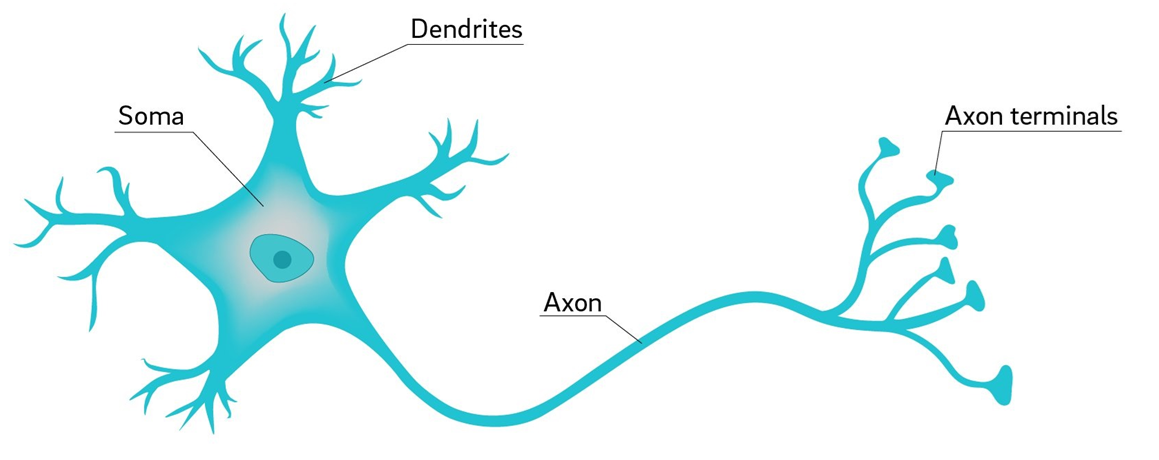 Dendrites
Soma
Axon terminals
Axon